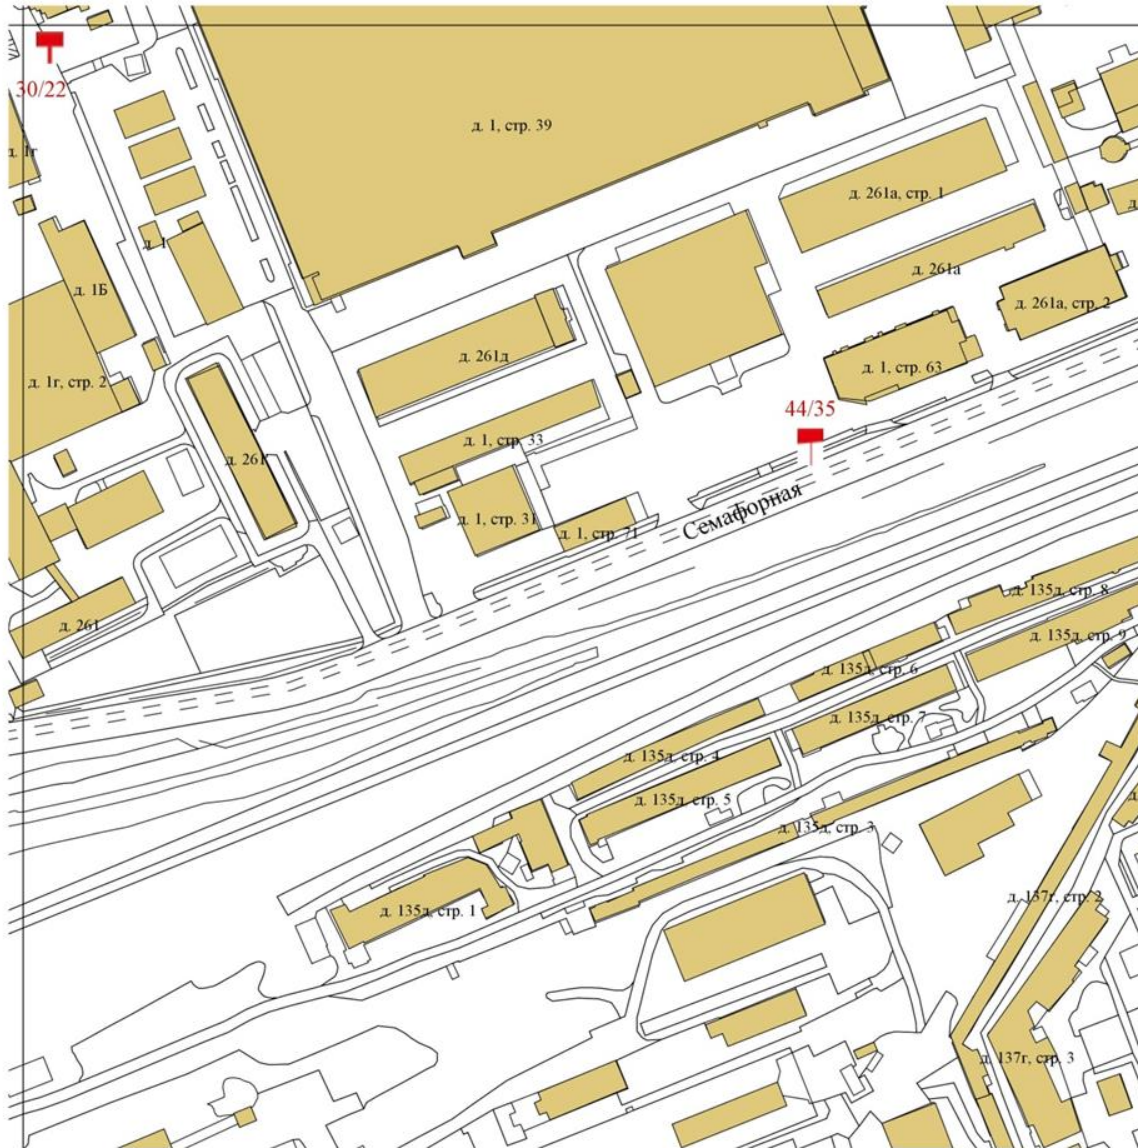 30/22
д. 1, стр. 39
д. 1г
д. 261а, стр. 1
д. 1
д. 261а
д. 1Б
д. 261а, стр. 2
д. 261д
д. 1, стр. 63
д. 1г, стр. 2
44/35
д. 1, стр. 33
д. 261
Семафорная
д. 1, стр. 31
д. 1, стр. 71
д. 135д, стр. 8
д. 261
д. 135д, стр. 9
д. 135д, стр. 6
д. 135д, стр. 7
д. 135д, стр. 4
д. 135д, стр. 5
д. 135д, стр. 3
д. 137г, стр. 2
д. 135д, стр. 1
д. 137г, стр. 3